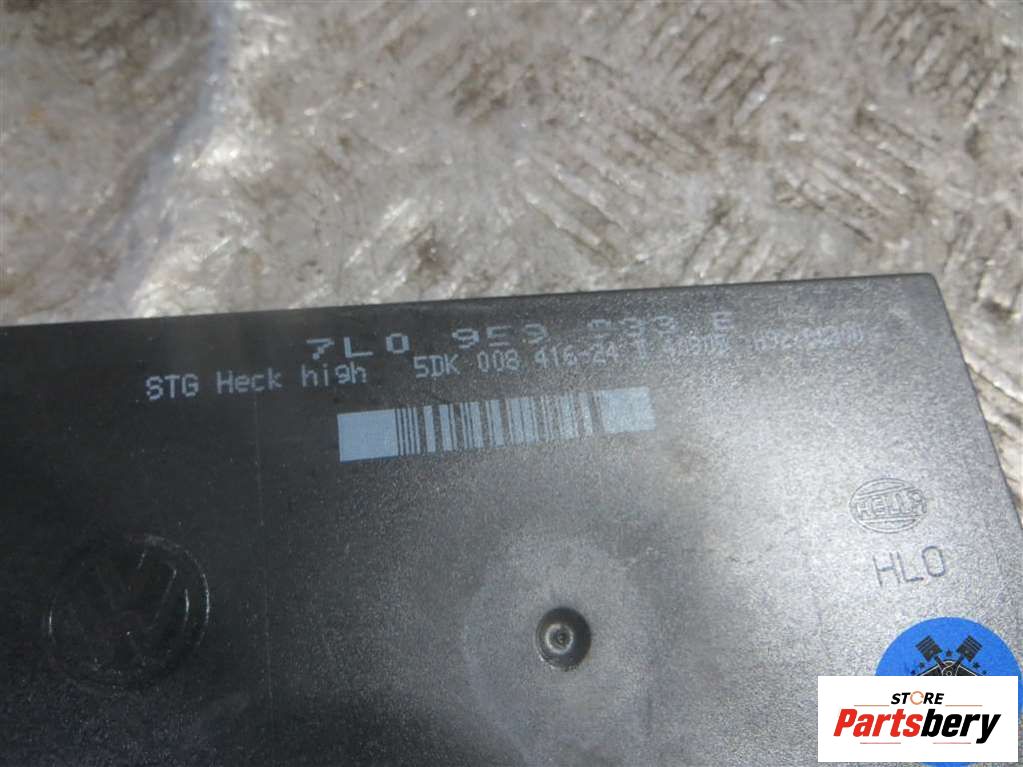 7L0 959 933 E
STG Heck high 5DK 008 416-24
HELLA
HLO
STORE
Partsbery